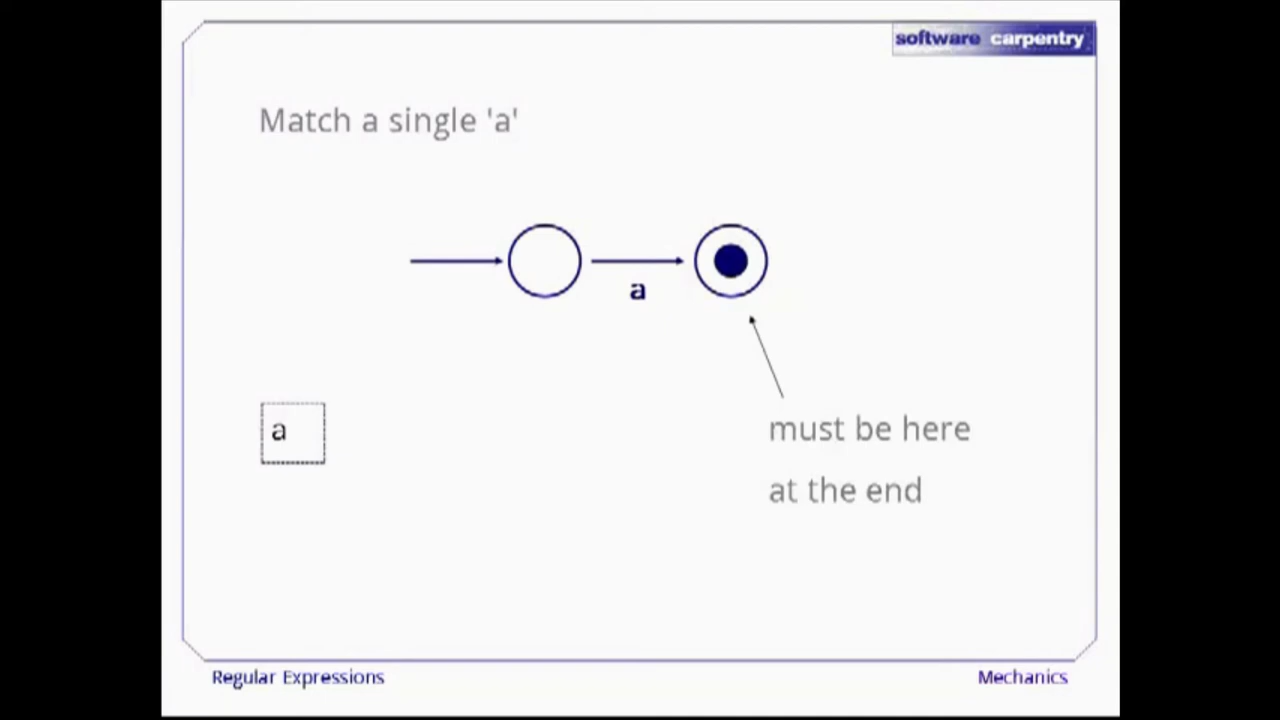 software carpentry
Match a single 'a'
a
a
must be here
at the end
Regular Expressions
Mechanics